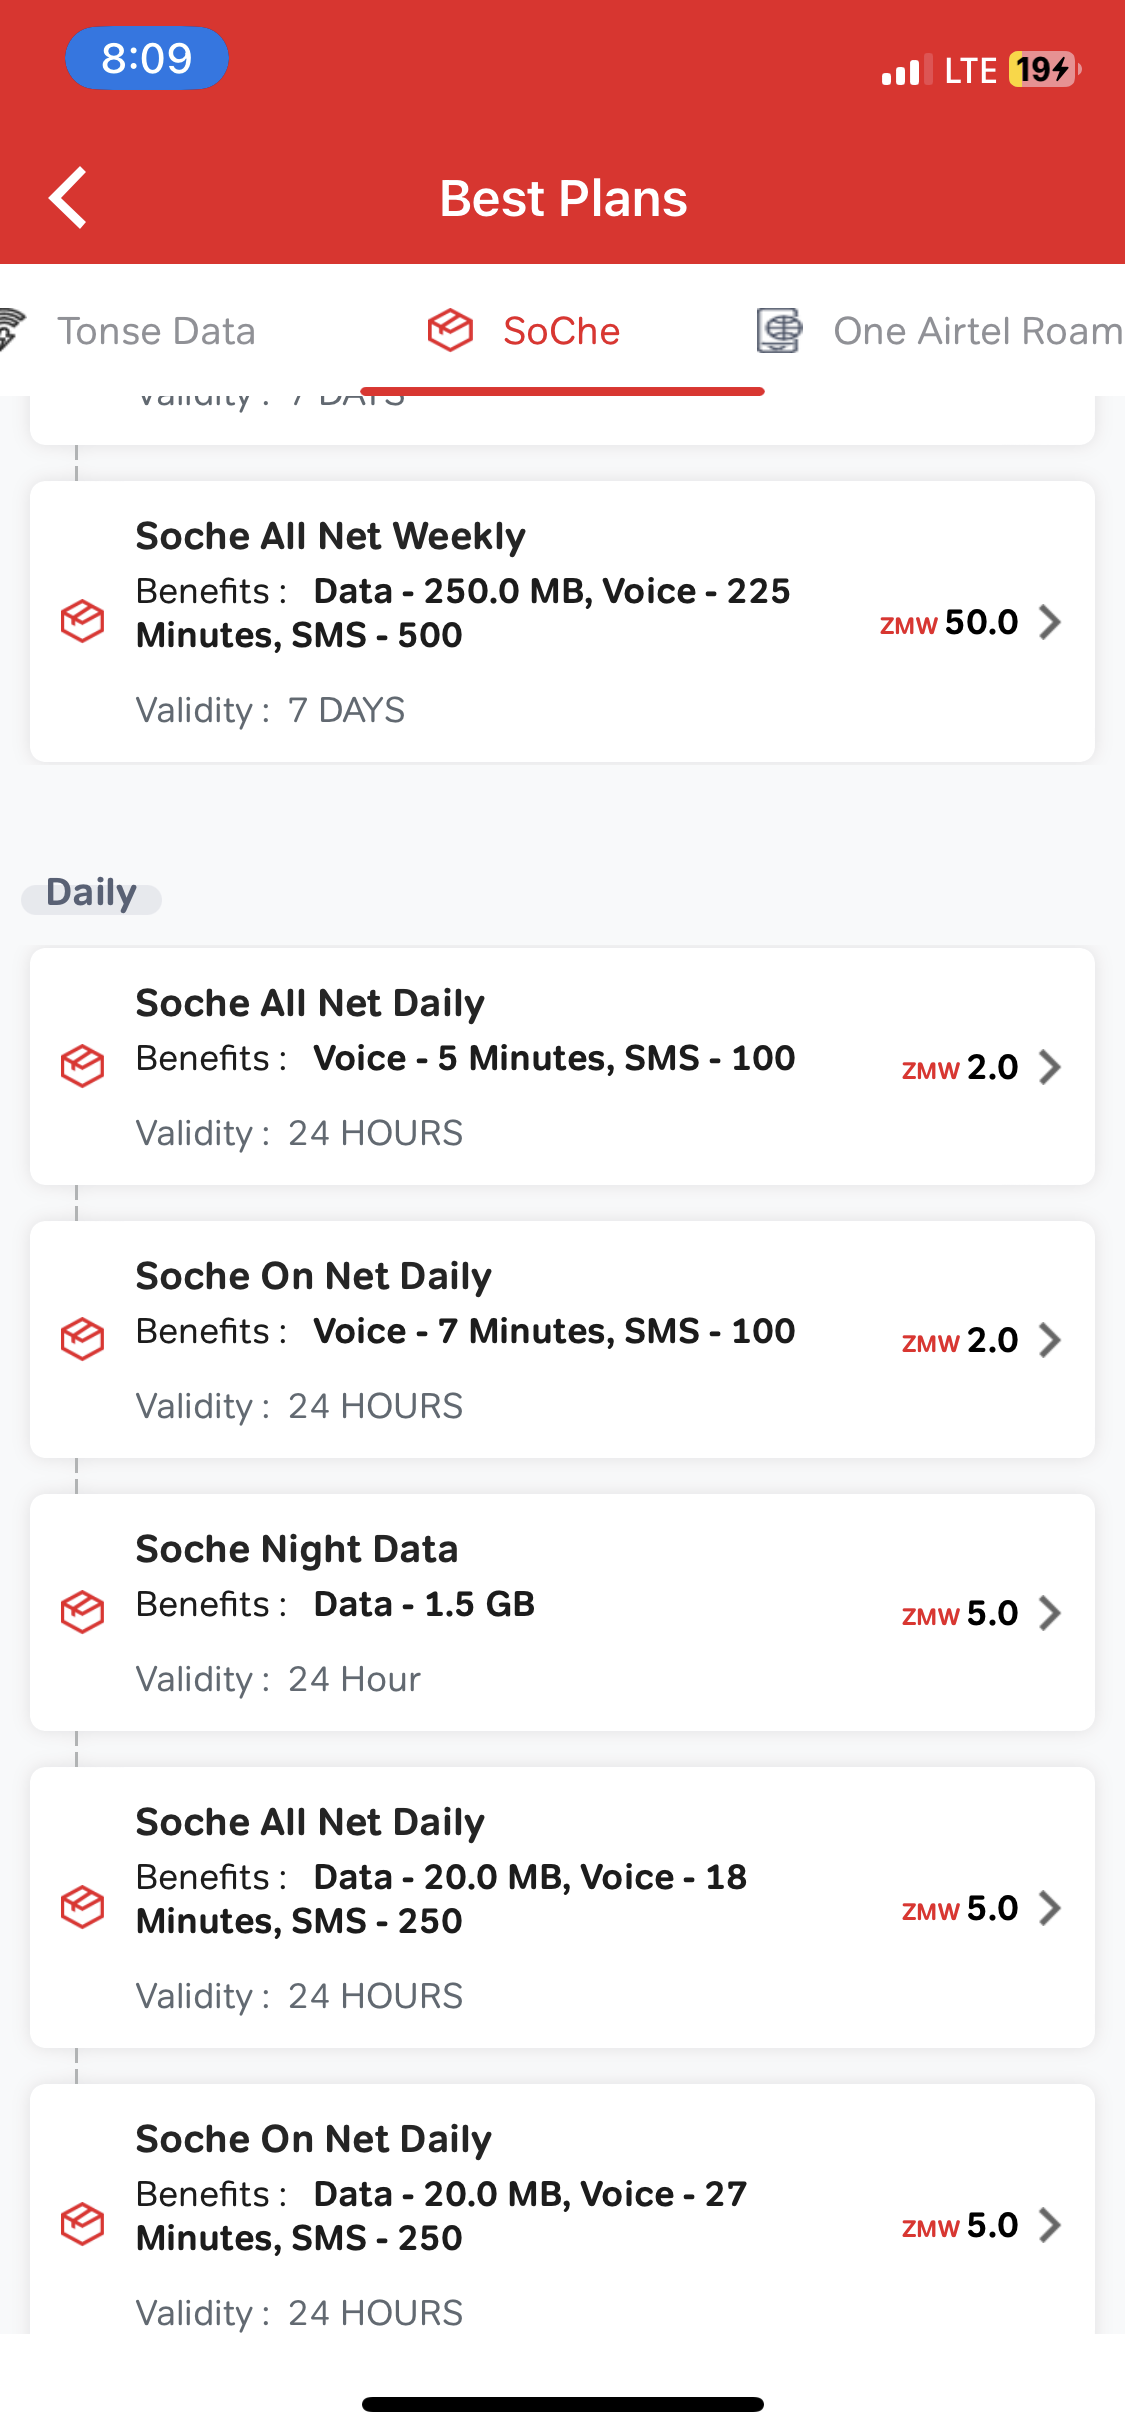 8:09
LTE 19
Best Plans
Tonse Data
SoChe
One Airtel Roam
Validity : 7 DAYS
Soche All Net Weekly
Benefits : Data - 250.0 MB, Voice - 225
Minutes, SMS - 500
ZMW 50.0
Validity : 7 DAYS
Daily
Soche All Net Daily
Benefits : Voice - 5 Minutes, SMS - 100
ZMW 2.0
Validity : 24 HOURS
Soche On Net Daily
Benefits : Voice - 7 Minutes, SMS - 100
ZMW 2.0
Validity : 24 HOURS
Soche Night Data
Benefits : Data - 1.5 GB
ZMW 5.0
Validity : 24 Hour
Soche All Net Daily
Benefits : Data - 20.0 MB, Voice - 18
Minutes, SMS - 250
ZMW 5.0
Validity : 24 HOURS
Soche On Net Daily
Benefits : Data - 20.0 MB, Voice - 27
Minutes, SMS - 250
ZMW 5.0
Validity : 24 HOURS